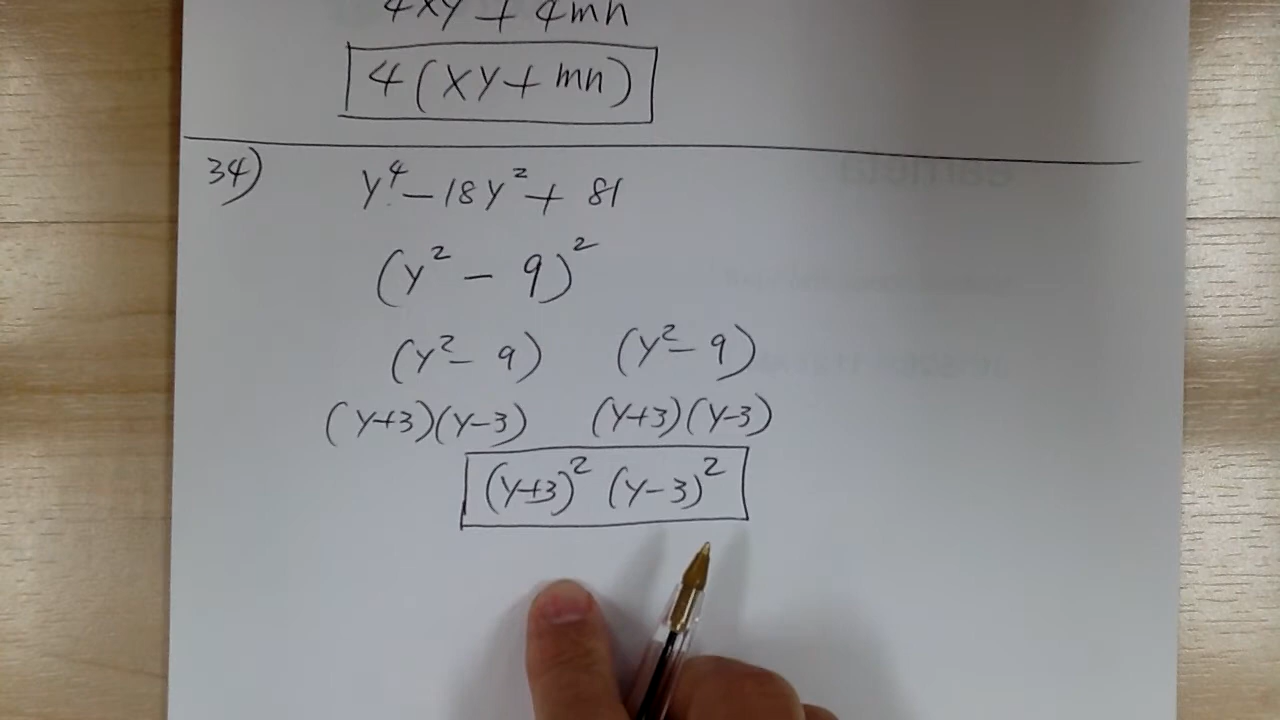 4xy + 4mn
4(xy + mn)
34) y⁴ - 18y² + 81
(y² - 9)²
(y² - 9) (y² - 9)
(y+3)(y-3) (y+3)(y-3)
(y+3)² (y-3)²